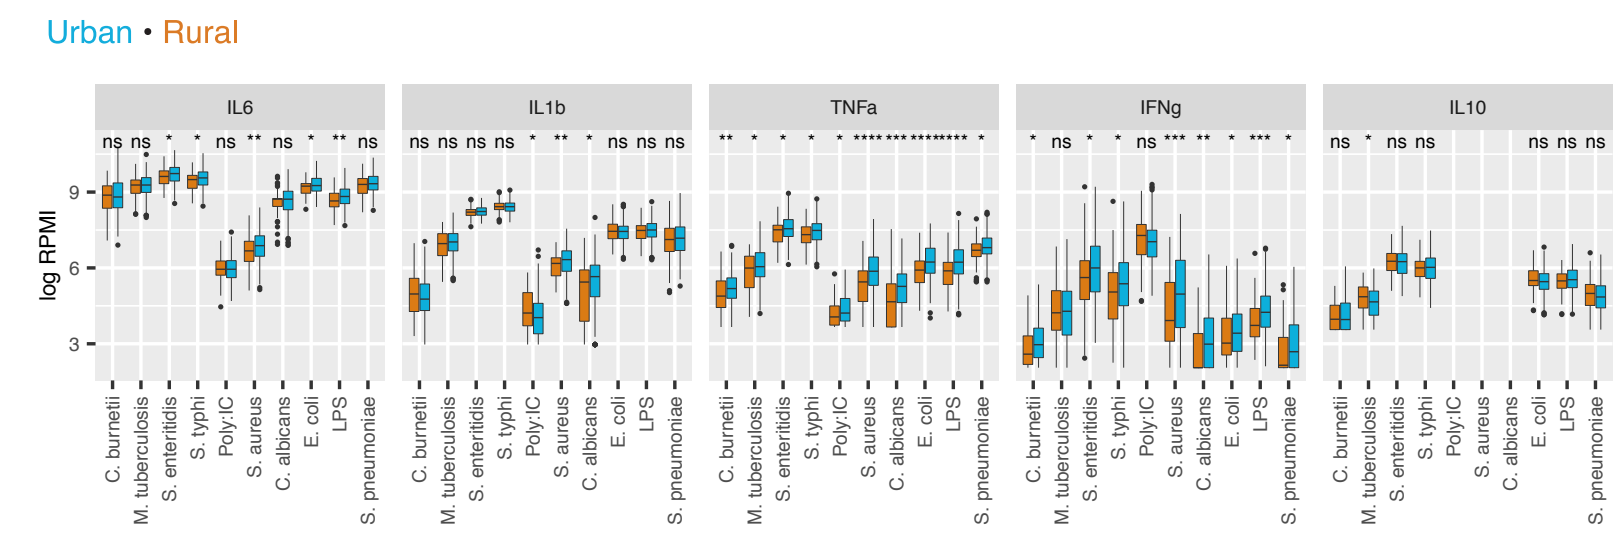 Urban • Rural
IL6 IL1b TNFa IFNg IL10
ns ns * * ns ** ns * ** ns
ns ns ns ns * ** * ns ns ns
** * * * * **** *** **** **** *
* ns * * ns *** ** * *** *
ns * ns ns ns ns ns
log RPMI
9
6
3
C. burnetii
M. tuberculosis
S. enteritidis
S. typhi
Poly:IC
S. aureus
C. albicans
E. coli
LPS
S. pneumoniae
C. burnetii
M. tuberculosis
S. enteritidis
S. typhi
Poly:IC
S. aureus
C. albicans
E. coli
LPS
S. pneumoniae
C. burnetii
M. tuberculosis
S. enteritidis
S. typhi
Poly:IC
S. aureus
C. albicans
E. coli
LPS
S. pneumoniae
C. burnetii
M. tuberculosis
S. enteritidis
S. typhi
Poly:IC
S. aureus
C. albicans
E. coli
LPS
S. pneumoniae
C. burnetii
M. tuberculosis
S. enteritidis
S. typhi
Poly:IC
S. aureus
C. albicans
E. coli
LPS
S. pneumoniae